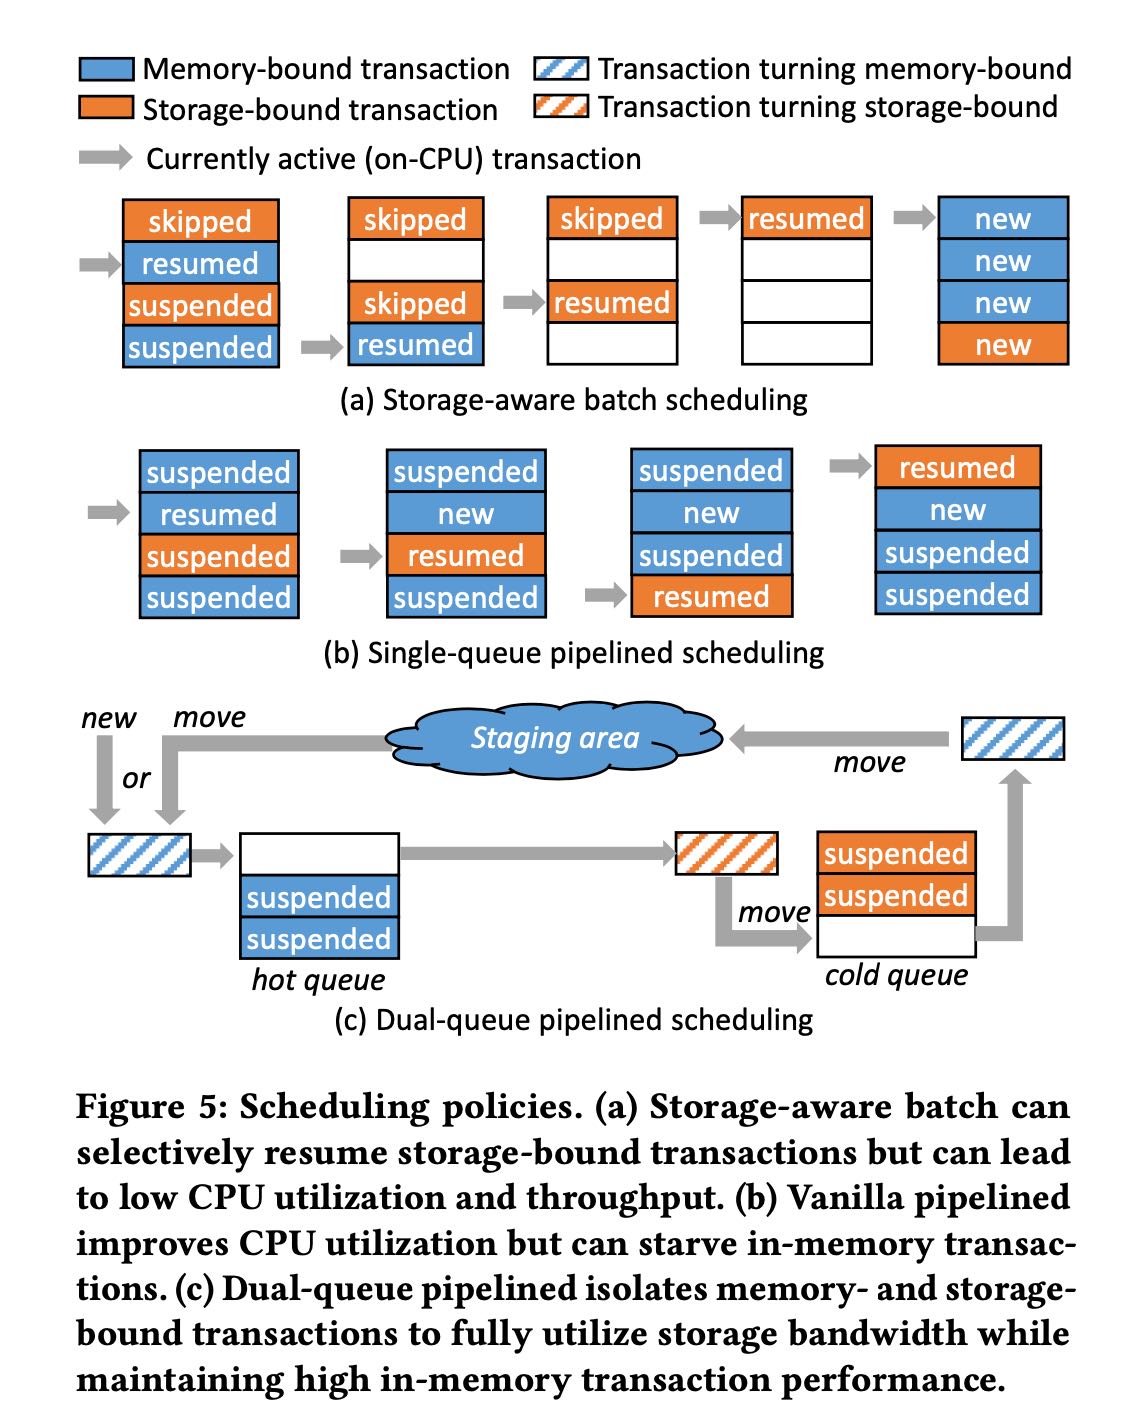 Memory-bound transaction
Transaction turning memory-bound
Storage-bound transaction
Transaction turning storage-bound
Currently active (on-CPU) transaction
skipped
resumed
suspended
suspended
skipped
skipped
resumed
skipped
resumed
resumed
new
new
new
new
(a) Storage-aware batch scheduling
suspended
resumed
suspended
suspended
suspended
new
resumed
suspended
suspended
new
suspended
resumed
resumed
new
suspended
suspended
(b) Single-queue pipelined scheduling
new
or
move
Staging area
move
suspended
suspended
hot queue
move
suspended
suspended
cold queue
(c) Dual-queue pipelined scheduling
Figure 5: Scheduling policies. (a) Storage-aware batch can
selectively resume storage-bound transactions but can lead
to low CPU utilization and throughput. (b) Vanilla pipelined
improves CPU utilization but can starve in-memory transac-
tions. (c) Dual-queue pipelined isolates memory- and storage-
bound transactions to fully utilize storage bandwidth while
maintaining high in-memory transaction performance.